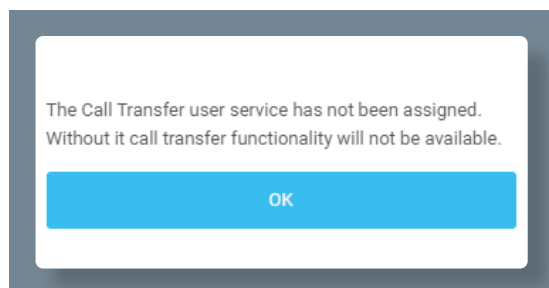 The Call Transfer user service has not been assigned.
Without it call transfer functionality will not be available.
OK